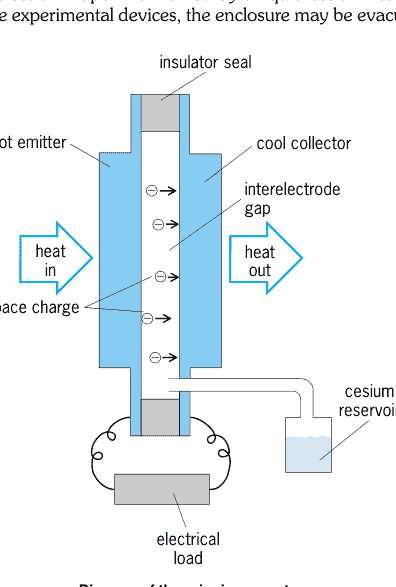 e experimental devices, the enclosure may be evacu
insulator seal
ot emitter
cool collector
interelectrode
gap
heat
in
heat
out
pace charge
cesium
reservoir
electrical
load